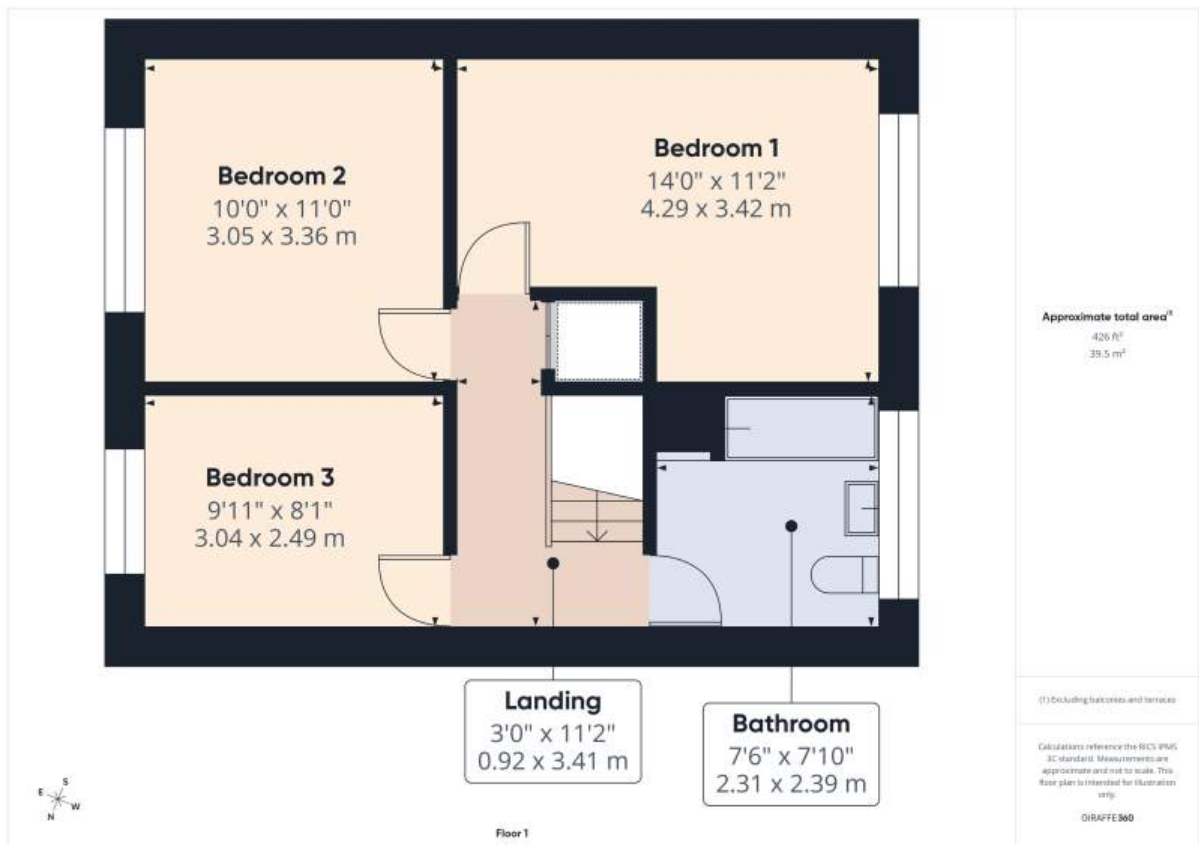 Bedroom 2
10'0" x 11'0"
3.05 x 3.36 m
Bedroom 1
14'0" x 11'2"
4.29 x 3.42 m
Bedroom 3
9'11" x 8'1"
3.04 x 2.49 m
Landing
3'0" x 11'2"
0.92 x 3.41 m
Bathroom
7'6" x 7'10"
2.31 x 2.39 m
S
E
W
N
Floor 1
Approximate total area⁽¹⁾
426 ft²
39.5 m²
(1) Excluding balconies and terraces
Calculations reference the RICS IPMS
3C standard. Measurements are
approximate and not to scale. This
floor plan is intended for illustration
only.
GIRAFFE360